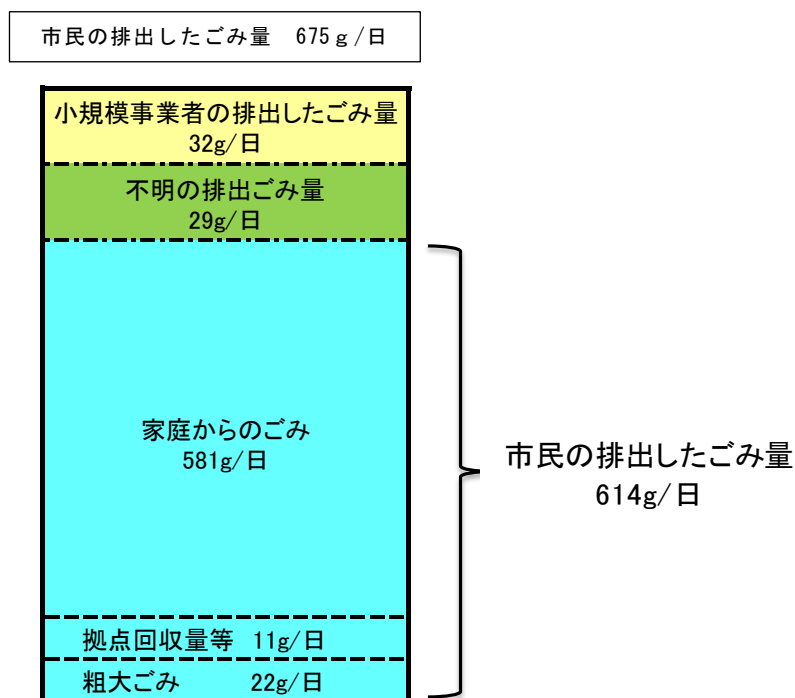 市民の排出したごみ量 675ｇ/日
小規模事業者の排出したごみ量
32g/日
不明の排出ごみ量
29g/日
家庭からのごみ
581g/日
市民の排出したごみ量
614g/日
拠点回収量等 11g/日
粗大ごみ 22g/日